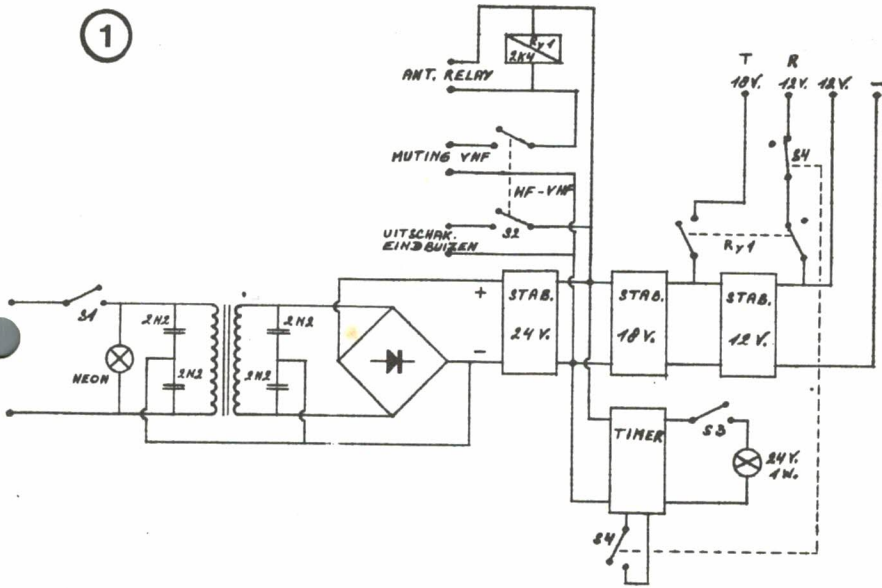 1
Ry1
2K4
ANT. RELAY
T
18V.
R
12V.
12V.
–
MUTING VHF
S4
HF-VHF
UITSCHAK.
EINDBUIZEN
S2
Ry1
+
–
STAB.
24 V.
STAB.
18 V.
STAB.
12 V.
S1
NEON
2N2
2N2
2N2
2N2
TIMER
S3
24V.
1W.
S4